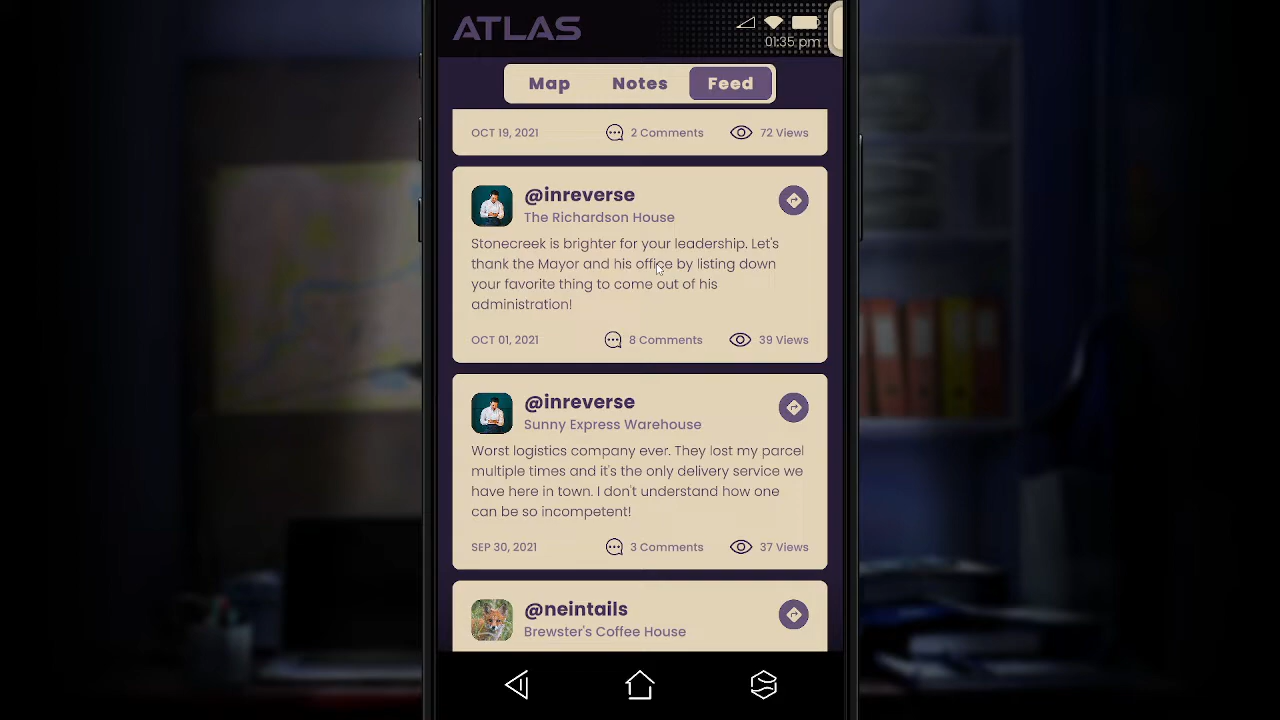 ATLAS
01:35 pm
Map Notes Feed
OCT 19, 2021 2 Comments 72 Views
@inreverse
The Richardson House
Stonecreek is brighter for your leadership. Let's
thank the Mayor and his office by listing down
your favorite thing to come out of his
administration!
OCT 01, 2021 8 Comments 39 Views
@inreverse
Sunny Express Warehouse
Worst logistics company ever. They lost my parcel
multiple times and it's the only delivery service we
have here in town. I don't understand how one
can be so incompetent!
SEP 30, 2021 3 Comments 37 Views
@neintails
Brewster's Coffee House